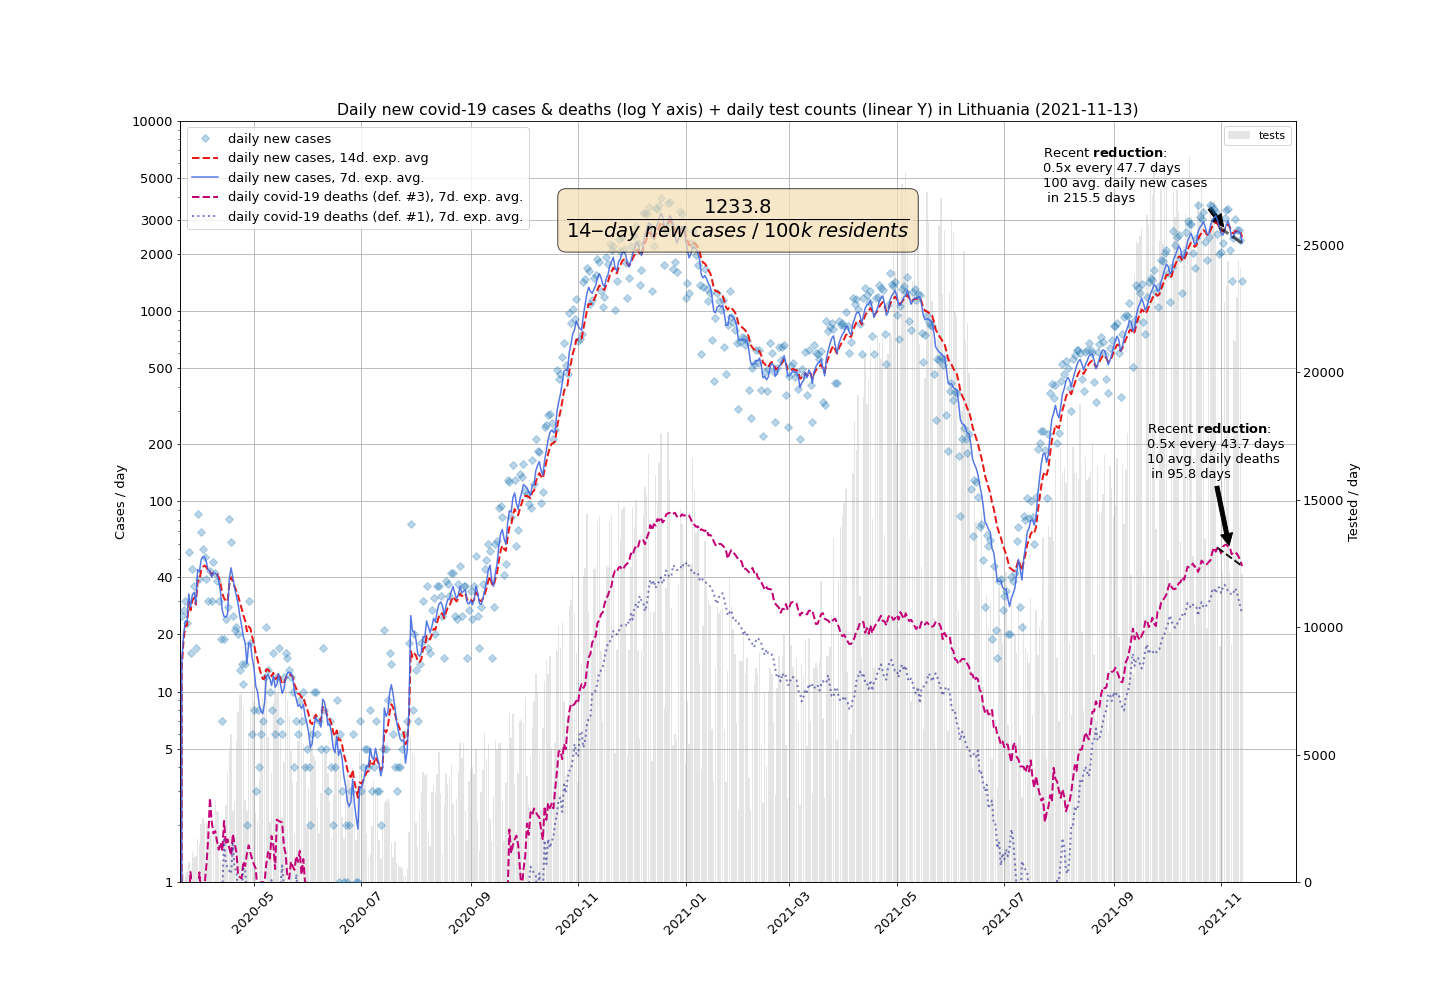 Daily new covid-19 cases & deaths (log Y axis) + daily test counts (linear Y) in Lithuania (2021-11-13)
daily new cases
daily new cases, 14d. exp. avg
daily new cases, 7d. exp. avg.
daily covid-19 deaths (def. #3), 7d. exp. avg.
daily covid-19 deaths (def. #1), 7d. exp. avg.
tests
1233.8
14–day new cases / 100k residents
Recent reduction:
0.5x every 47.7 days
100 avg. daily new cases
in 215.5 days
Recent reduction:
0.5x every 43.7 days
10 avg. daily deaths
in 95.8 days
Cases / day
10000
5000
3000
2000
1000
500
200
100
40
20
10
5
1
Tested / day
25000
20000
15000
10000
5000
0
2020-05
2020-07
2020-09
2020-11
2021-01
2021-03
2021-05
2021-07
2021-09
2021-11